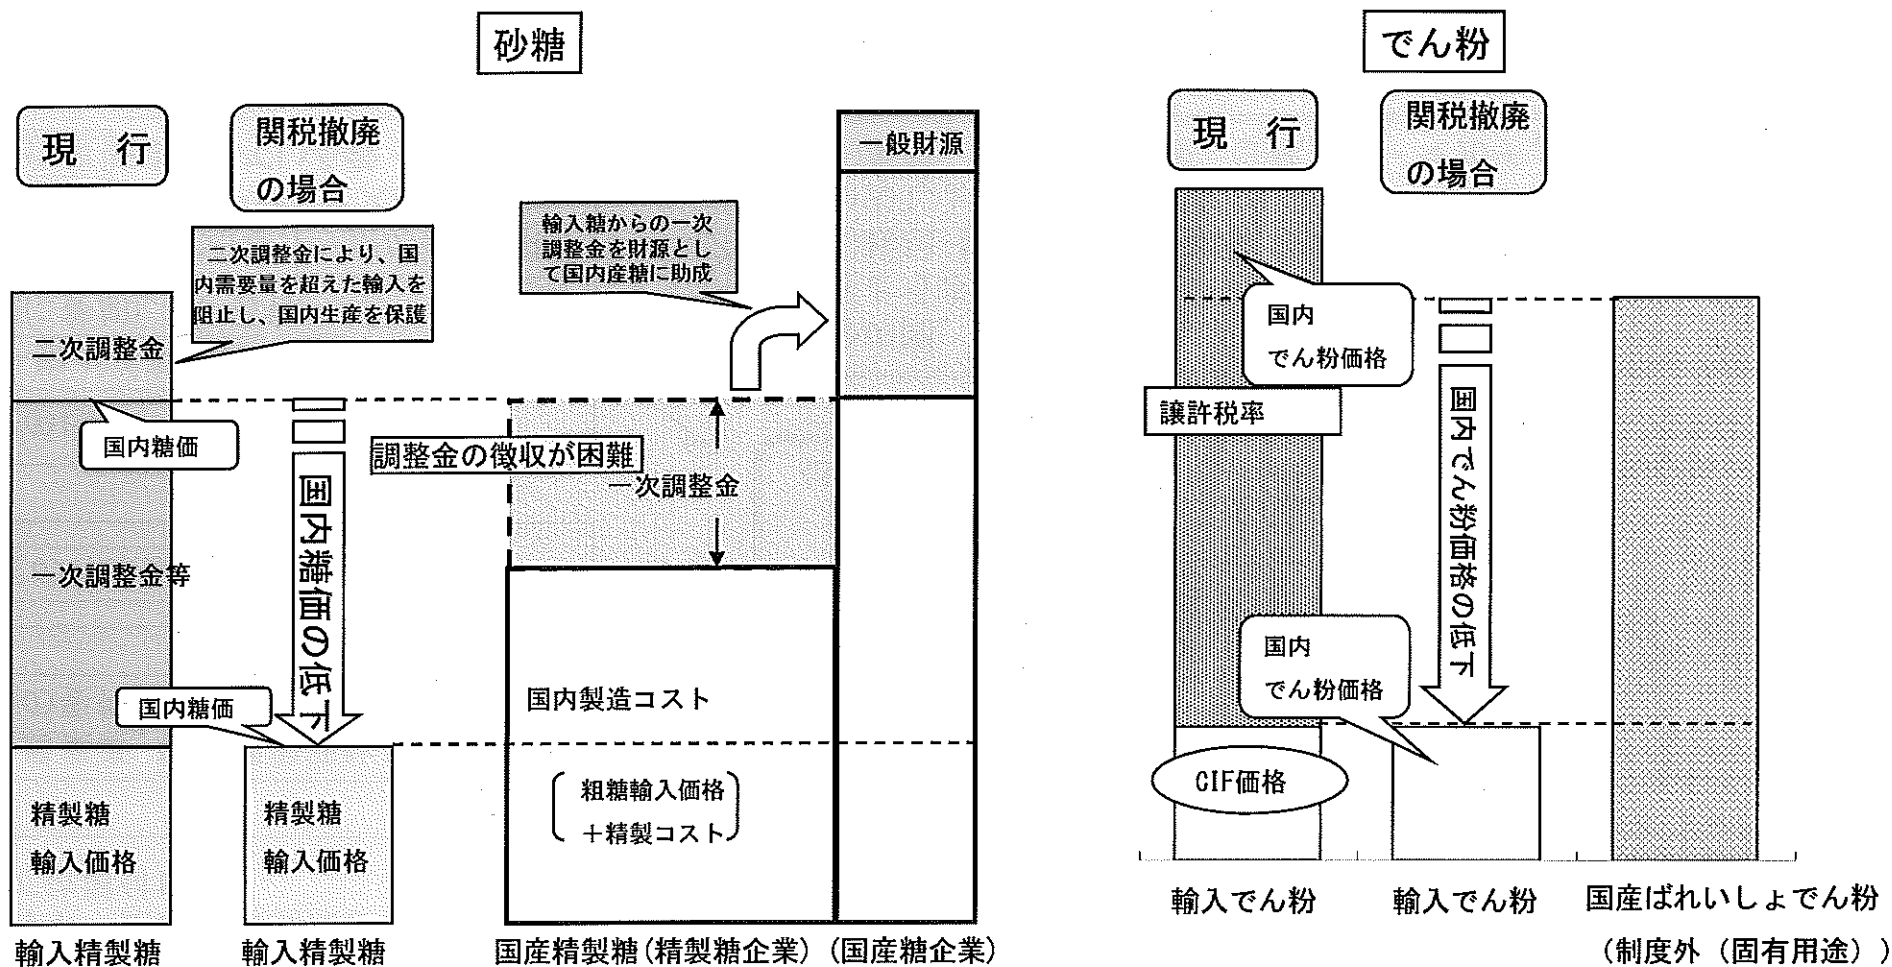 砂糖
現 行
関税撤廃
の場合
一般財源
二次調整金により、国
内需要量を超えた輸入を
阻止し、国内生産を保護
輸入糖からの一次
調整金を財源とし
て国内産糖に助成
二次調整金
国内糖価
調整金の徴収が困難
一次調整金
一次調整金等
国内糖価の低下
国内糖価
国内製造コスト
粗糖輸入価格
+精製コスト
精製糖
輸入価格
精製糖
輸入価格
輸入精製糖
輸入精製糖
国産精製糖(精製糖企業)
(国産糖企業)
でん粉
現 行
関税撤廃
の場合
国内
でん粉価格
譲許税率
国内でん粉価格の低下
国内
でん粉価格
CIF価格
輸入でん粉
輸入でん粉
国産ばれいしょでん粉
(制度外(固有用途))